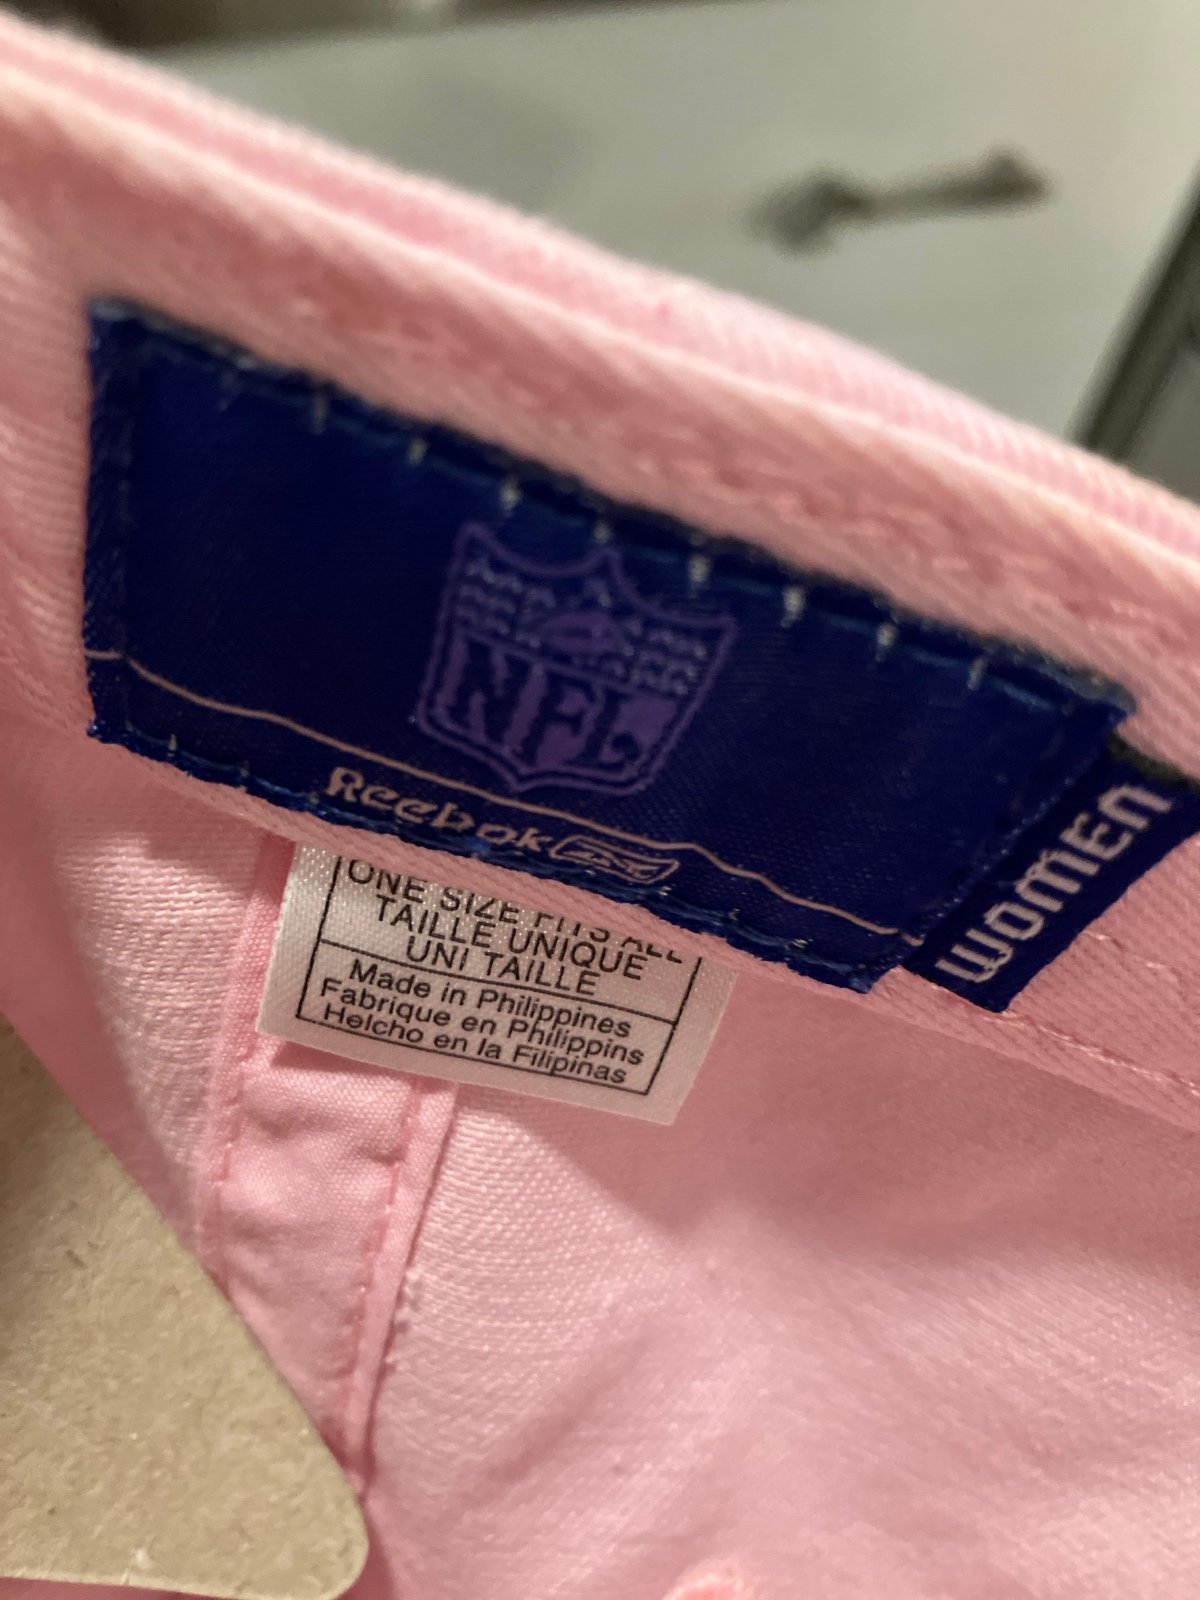 NFL
Reebok
WOMEN
ONE SIZE FITS ALL
TAILLE UNIQUE
UNI TAILLE
Made in Philippines
Fabrique en Philippins
Helcho en la Filipinas